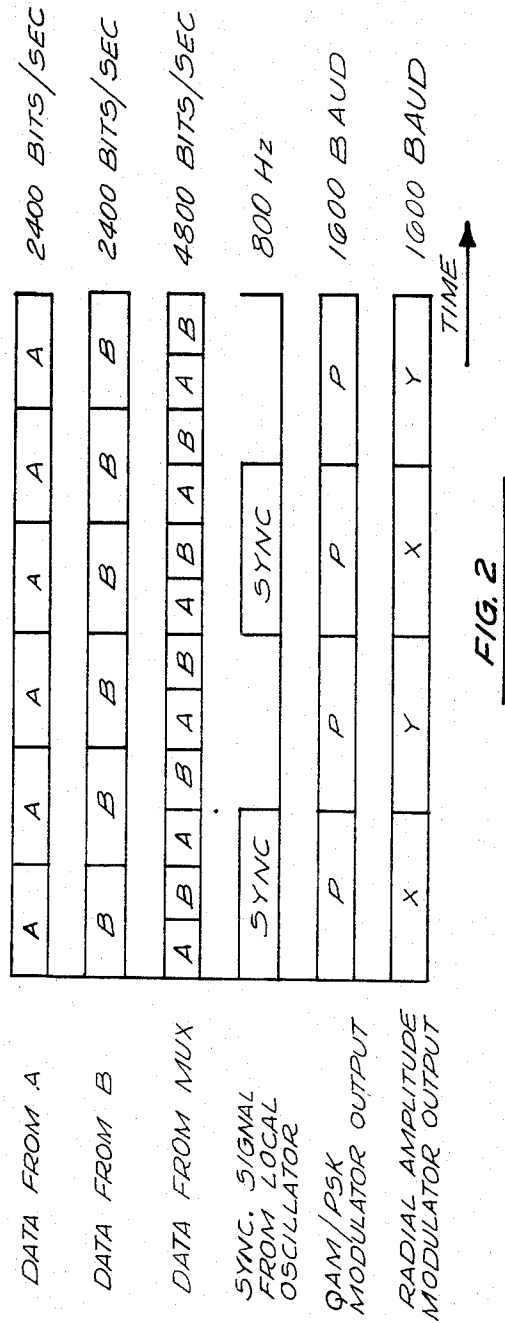 DATA FROM A
A A A A A A
2400 BITS/SEC
DATA FROM B
B B B B B B
2400 BITS/SEC
DATA FROM MUX
A B A B A B A B A B A B
4800 BITS/SEC
SYNC. SIGNAL
FROM LOCAL
OSCILLATOR
SYNC SYNC
800 Hz
QAM/PSK
MODULATOR OUTPUT
P P P P
1600 BAUD
RADIAL AMPLITUDE
MODULATOR OUTPUT
X Y X Y
1600 BAUD
TIME
FIG. 2